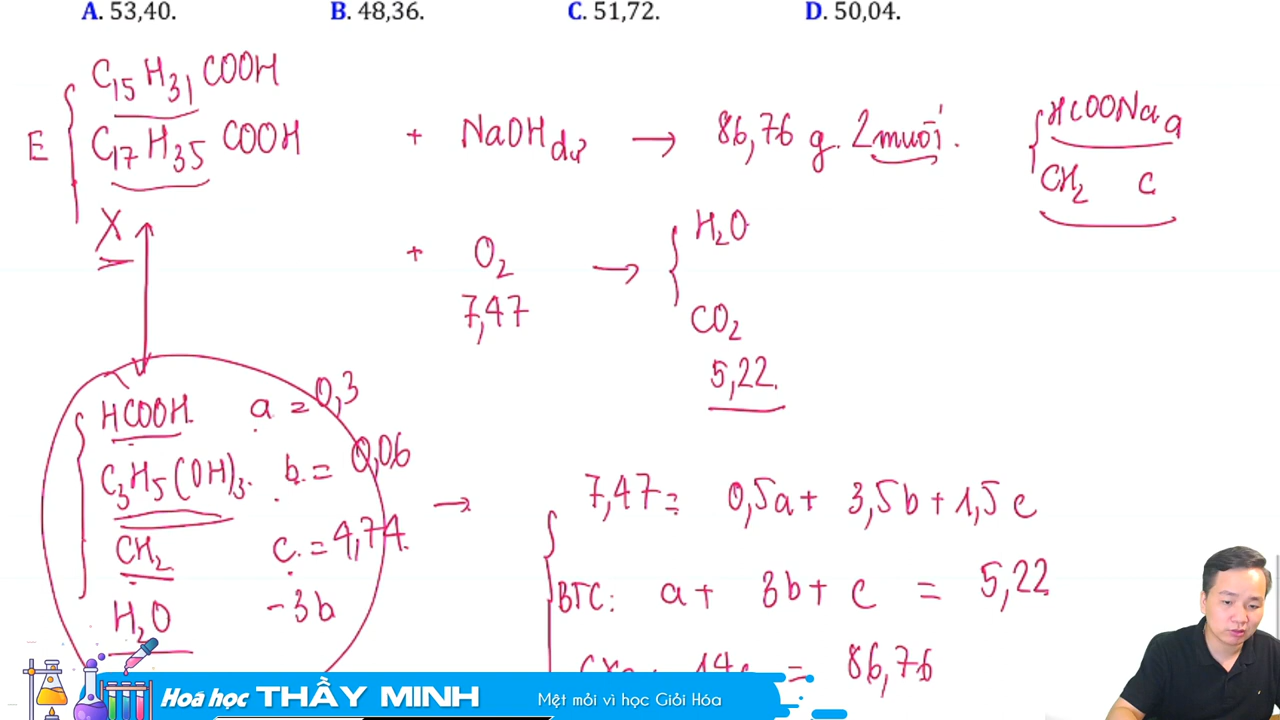 A. 53,40. B. 48,36. C. 51,72. D. 50,04.
E { C15H31COOH
C17H35COOH + NaOH dư → 86,76 g. 2 muối. { HCOONa a
CH2 c
X
+ O2 → { H2O
7,47 CO2
5,22.
{ HCOOH. a = 0,3
C3H5(OH)3. b = 0,06 →
CH2 c = 4,74.
H2O -3b
7,47 = 0,5a + 3,5b + 1,5c
BTC: a + 3b + c = 5,22
14c = 86,76
Hoá học THẦY MINH Mệt mỏi vì học Giỏi Hóa